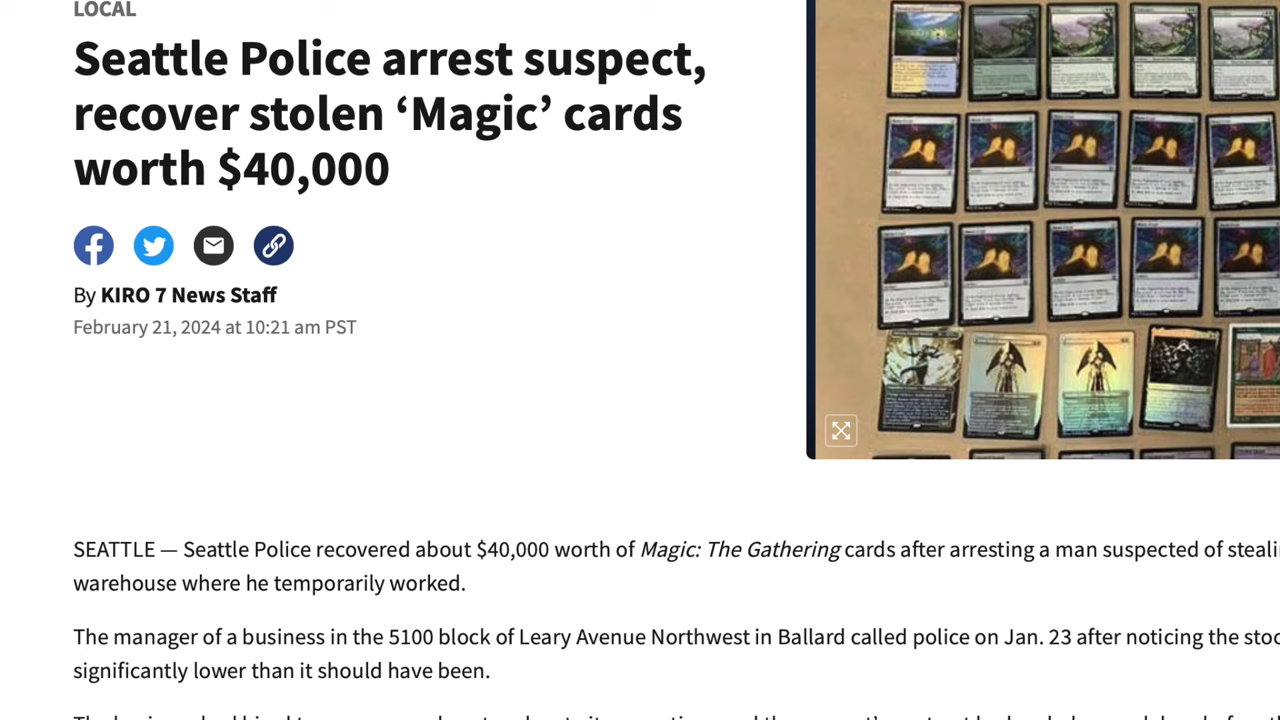 LOCAL
Seattle Police arrest suspect,
recover stolen ‘Magic’ cards
worth $40,000
By KIRO 7 News Staff
February 21, 2024 at 10:21 am PST
SEATTLE — Seattle Police recovered about $40,000 worth of Magic: The Gathering cards after arresting a man suspected of steali
warehouse where he temporarily worked.
The manager of a business in the 5100 block of Leary Avenue Northwest in Ballard called police on Jan. 23 after noticing the stoc
significantly lower than it should have been.